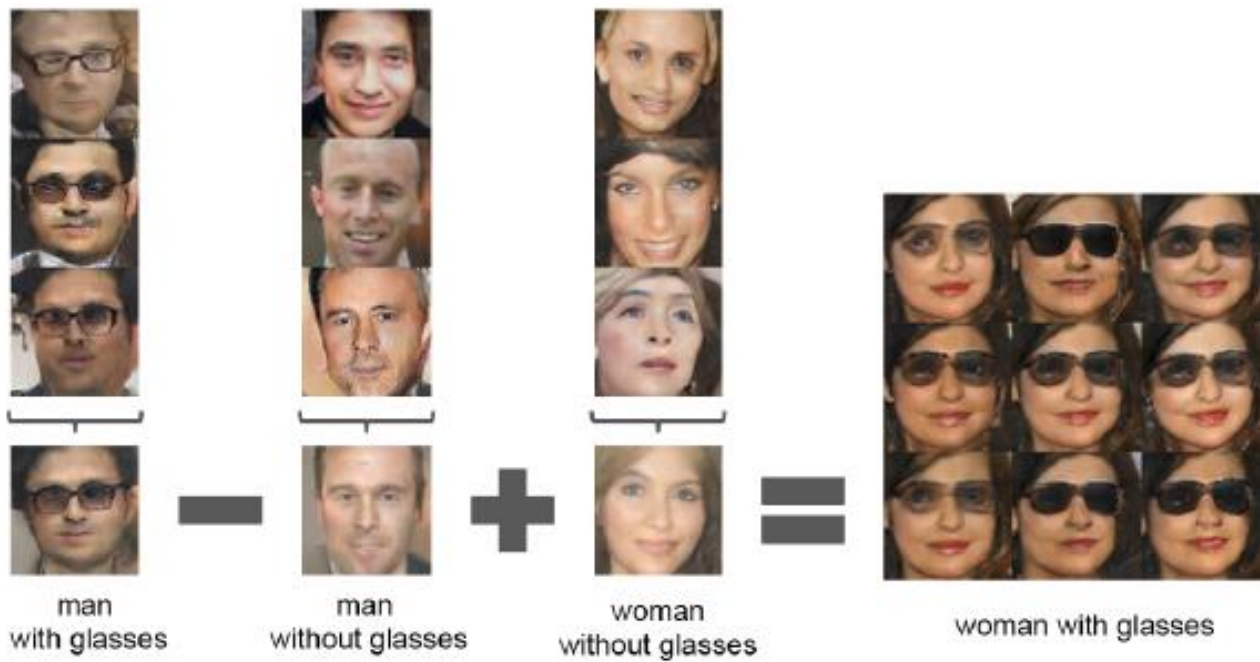 man
with glasses
man
without glasses
woman
without glasses
woman with glasses